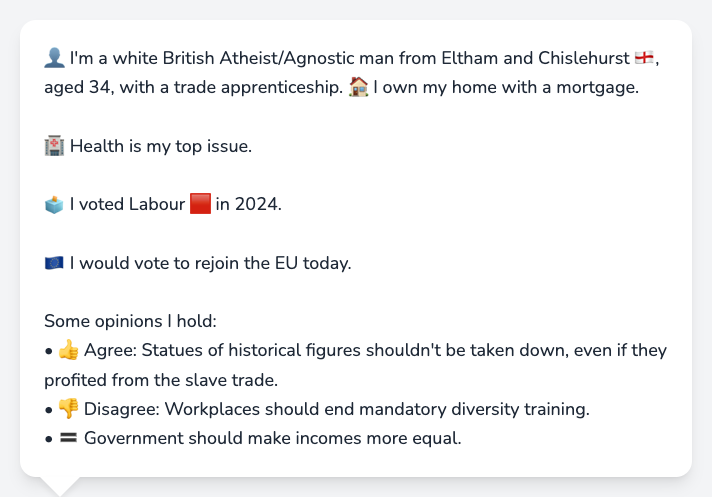 👤 I'm a white British Atheist/Agnostic man from Eltham and Chislehurst 🏴󠁧󠁢󠁥󠁮󠁧󠁿,
aged 34, with a trade apprenticeship. 🏠 I own my home with a mortgage.
🏥 Health is my top issue.
🗳️ I voted Labour 🟥 in 2024.
🇪🇺 I would vote to rejoin the EU today.
Some opinions I hold:
• 👍 Agree: Statues of historical figures shouldn't be taken down, even if they
profited from the slave trade.
• 👎 Disagree: Workplaces should end mandatory diversity training.
• 🟰 Government should make incomes more equal.